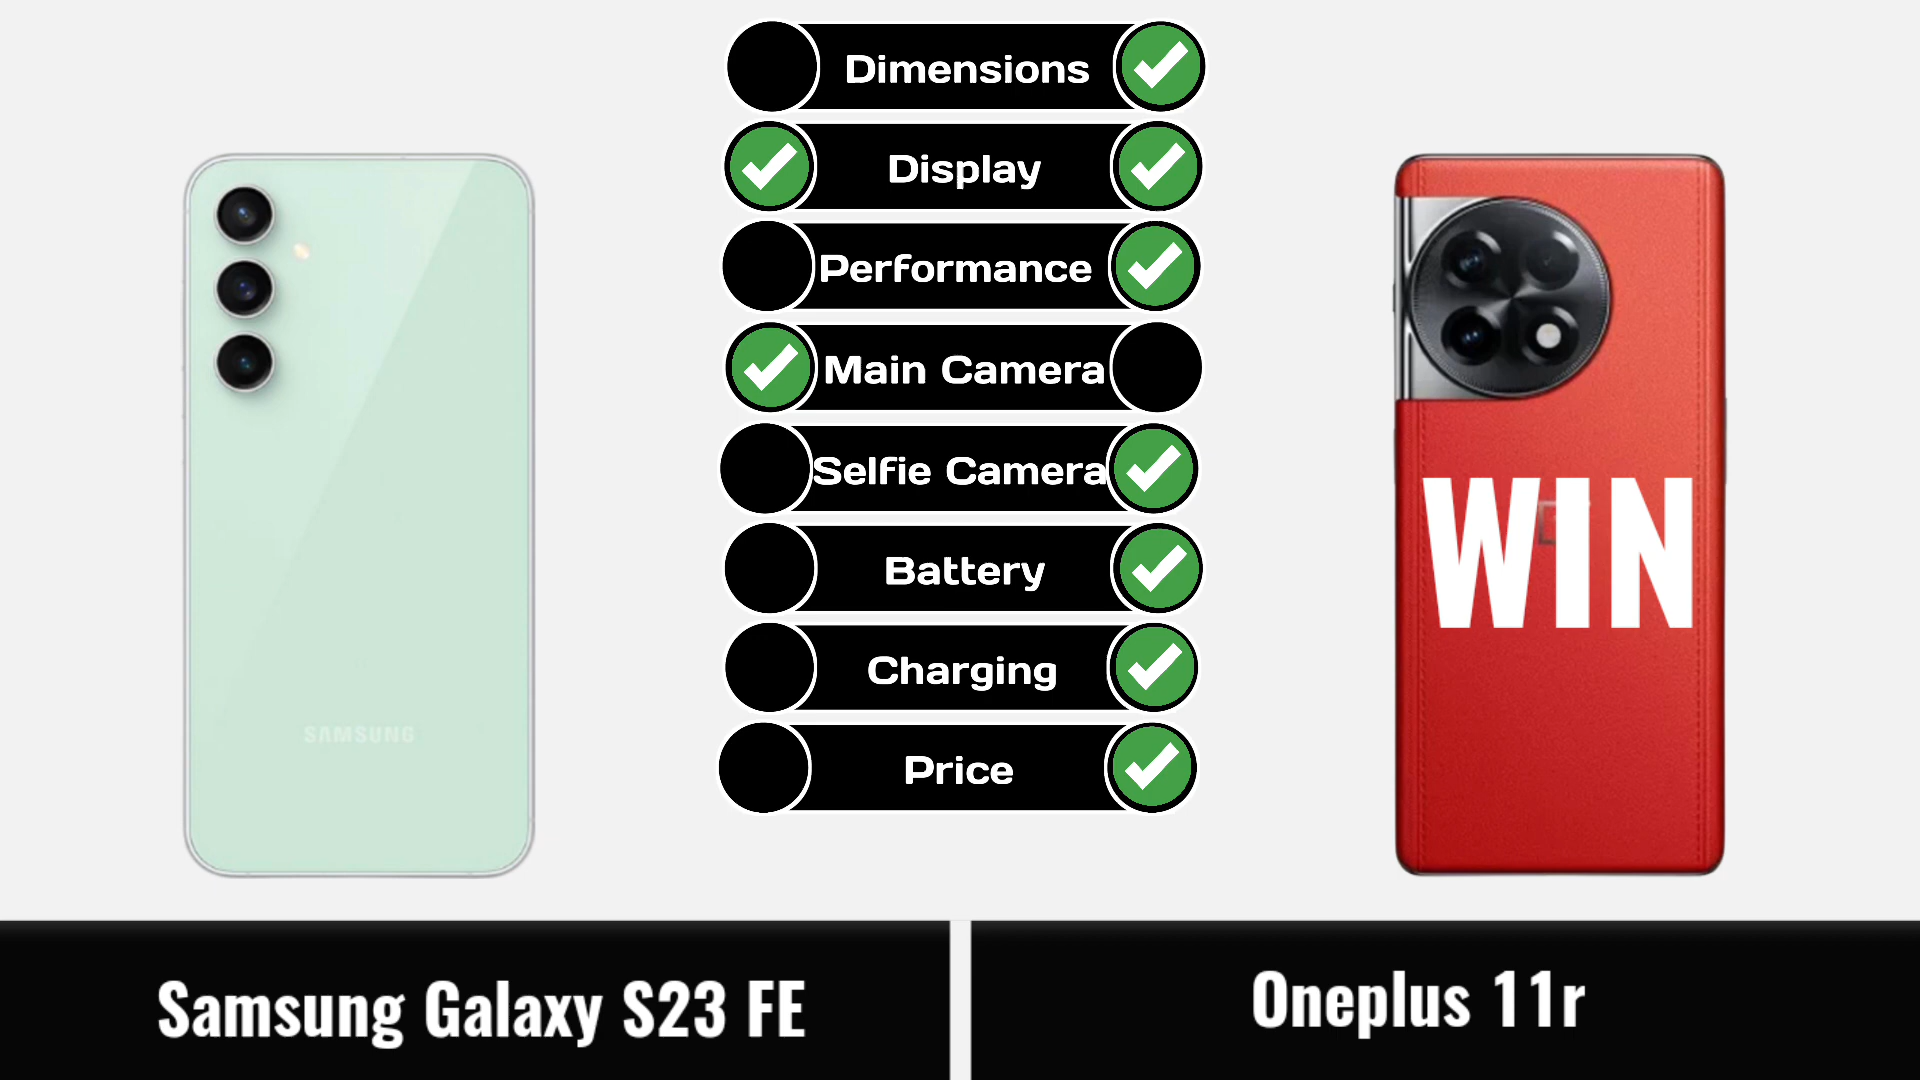 Dimensions
Display
Performance
Main Camera
Selfie Camera
Battery
Charging
Price
SAMSUNG
WIN
Samsung Galaxy S23 FE
Oneplus 11r